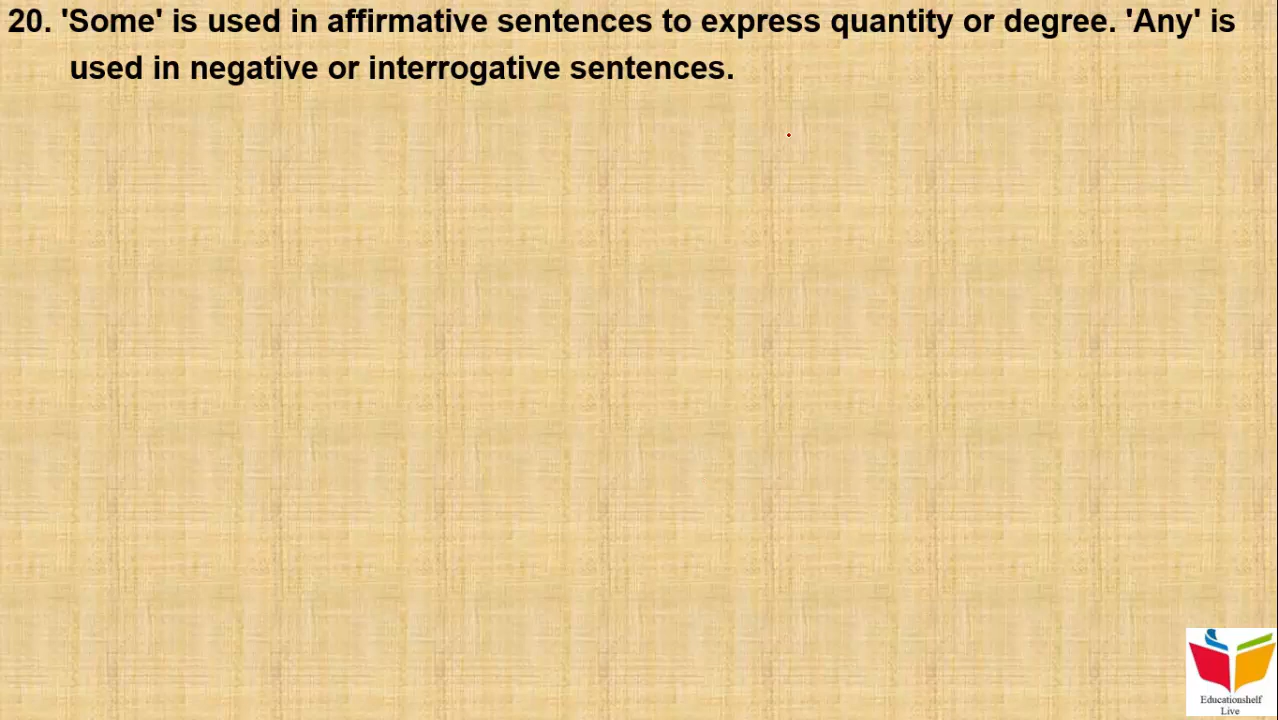 20. 'Some' is used in affirmative sentences to express quantity or degree. 'Any' is
used in negative or interrogative sentences.
Educationshelf
Live